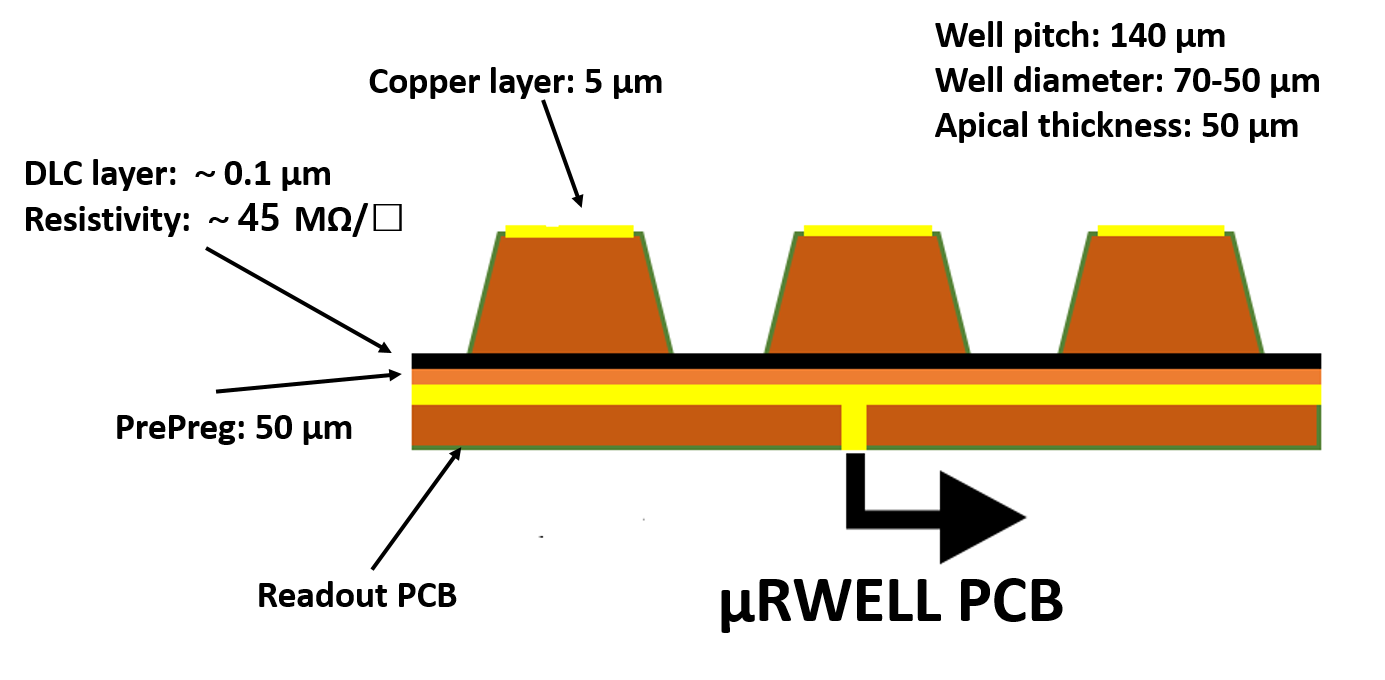 Well pitch: 140 μm
Well diameter: 70-50 μm
Apical thickness: 50 μm
Copper layer: 5 μm
DLC layer: ~ 0.1 μm
Resistivity: ~ 45 MΩ/□
PrePreg: 50 μm
Readout PCB
μRWELL PCB